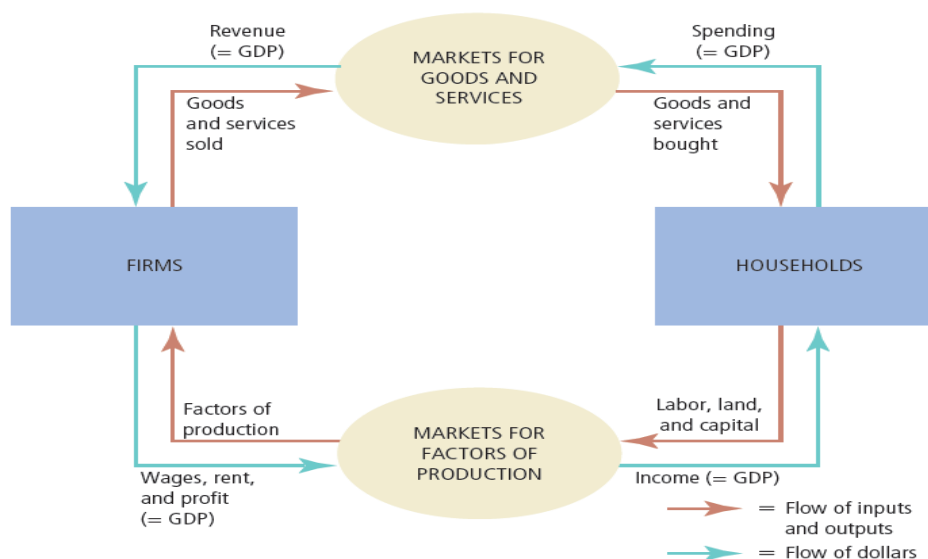 Revenue
(= GDP)
MARKETS FOR
GOODS AND
SERVICES
Spending
(= GDP)
Goods
and services
sold
Goods and
services
bought
FIRMS
HOUSEHOLDS
Factors of
production
MARKETS FOR
FACTORS OF
PRODUCTION
Labor, land,
and capital
Wages, rent,
and profit
(= GDP)
Income (= GDP)
= Flow of inputs
and outputs
= Flow of dollars